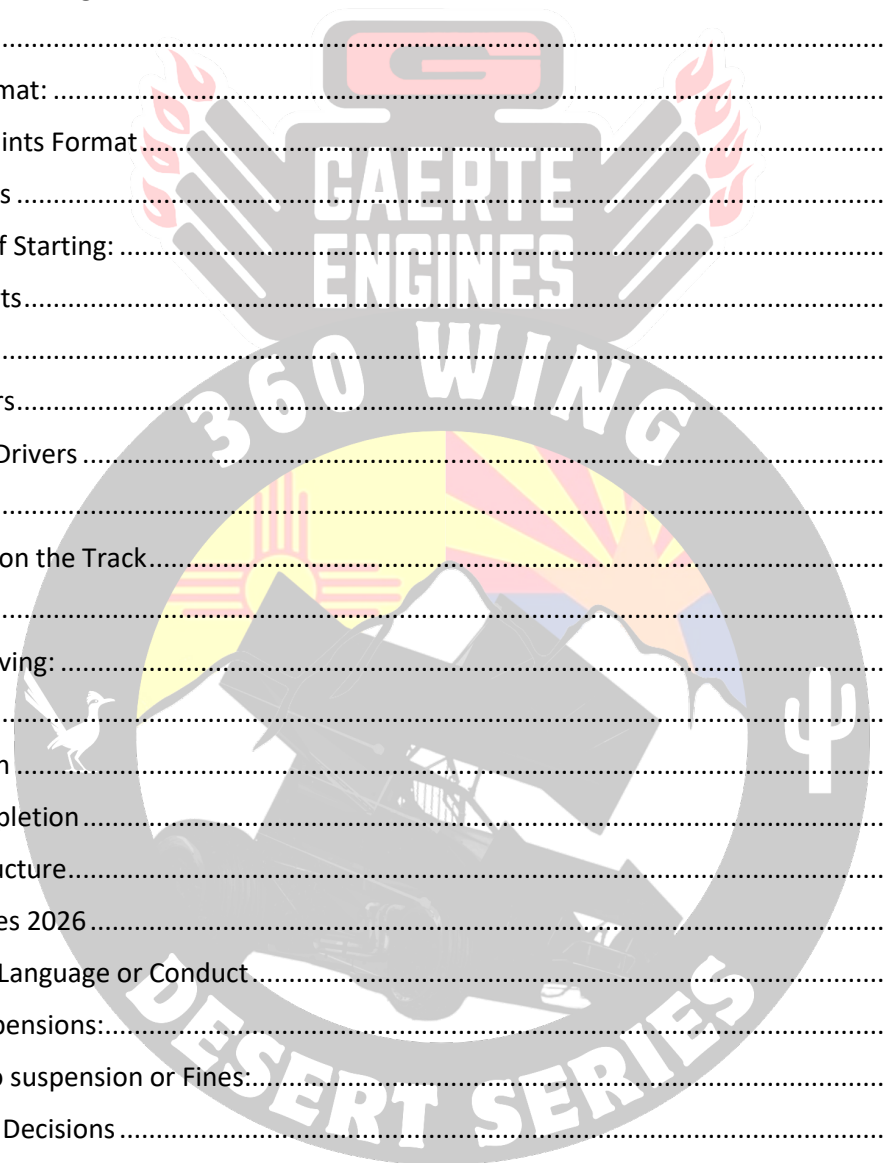 mat: ..........
ints Format ..........
s ..........
f Starting: ..........
ts ..........
rs ..........
Drivers ..........
on the Track ..........
ving: ..........
n ..........
pletion ..........
ucture ..........
es 2026 ..........
Language or Conduct ..........
pensions: ..........
o suspension or Fines: ..........
Decisions ..........
G
GAERTE
ENGINES
360 WING
DESERT SERIES